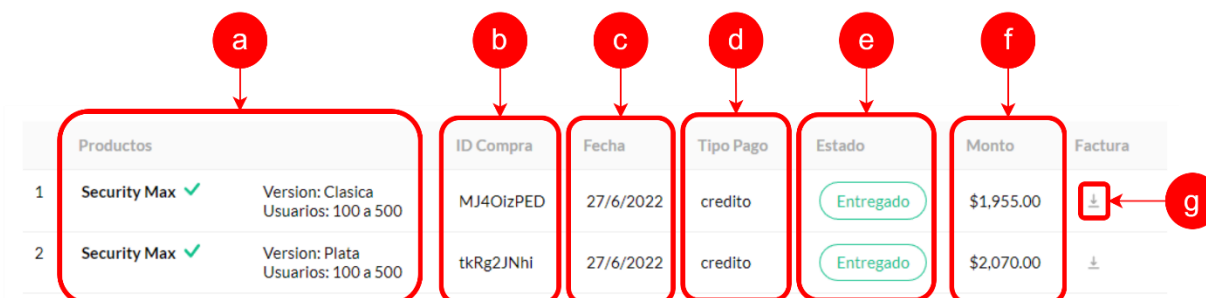 a b c d e f
Productos ID Compra Fecha Tipo Pago Estado Monto Factura
1 Security Max Version: Clasica MJ4OizPED 27/6/2022 credito Entregado $1,955.00 g
Usuarios: 100 a 500
2 Security Max Version: Plata tkRg2JNhi 27/6/2022 credito Entregado $2,070.00
Usuarios: 100 a 500